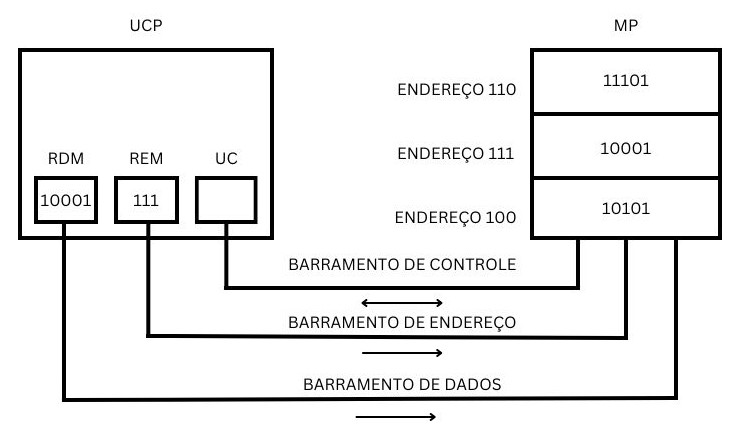 UCP
MP
ENDEREÇO 110
11101
ENDEREÇO 111
10001
RDM
REM
UC
10001
111
ENDEREÇO 100
10101
BARRAMENTO DE CONTROLE
BARRAMENTO DE ENDEREÇO
BARRAMENTO DE DADOS